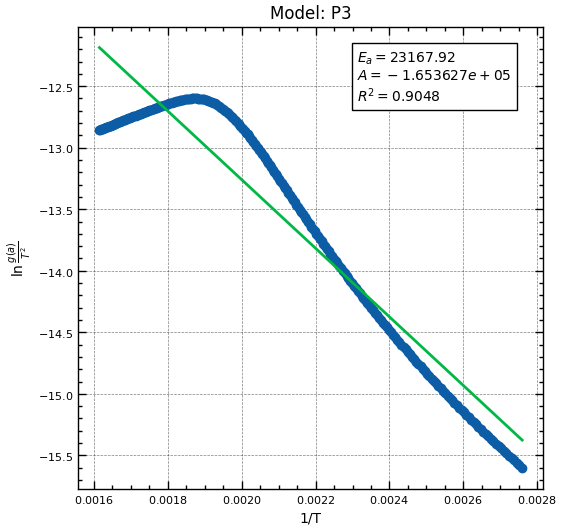 Model: P3
E_a = 23167.92
A = −1.653627e + 05
R^2 = 0.9048
−12.5
−13.0
−13.5
−14.0
−14.5
−15.0
−15.5
ln g(a)/T^2
0.0016 0.0018 0.0020 0.0022 0.0024 0.0026 0.0028
1/T